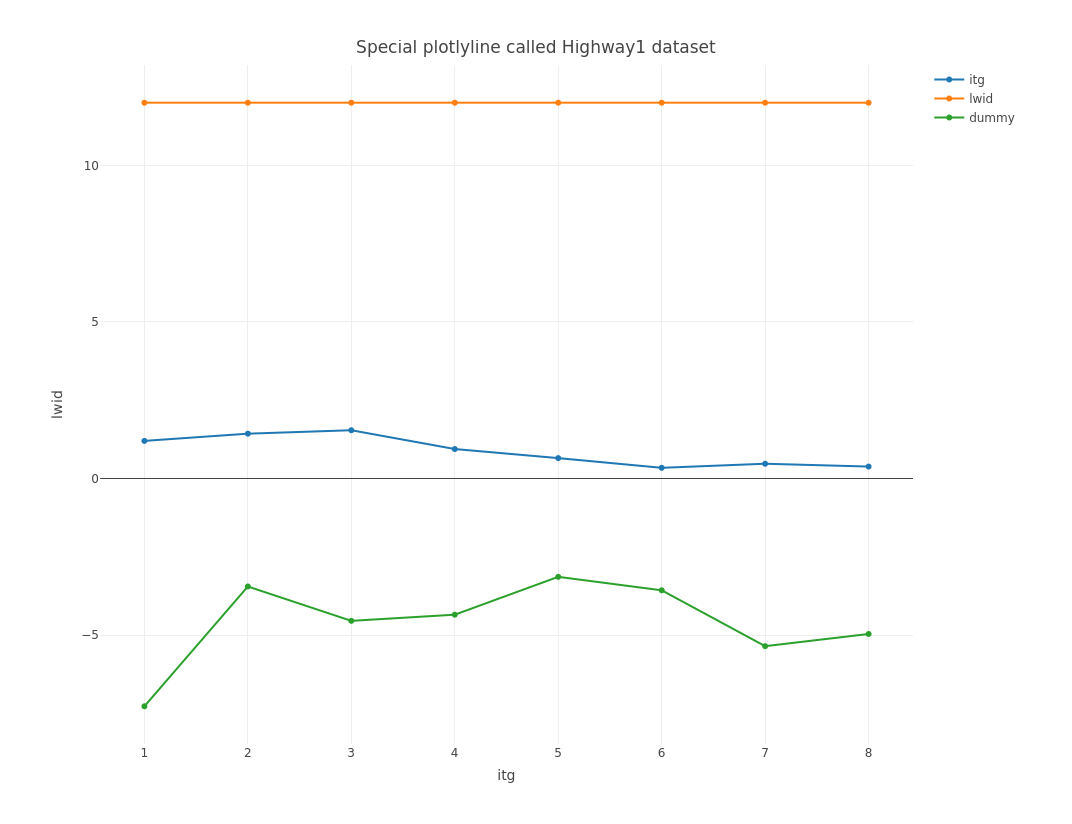 Special plotlyline called Highway1 dataset
itg
lwid
dummy
10
5
0
−5
lwid
1 2 3 4 5 6 7 8
itg